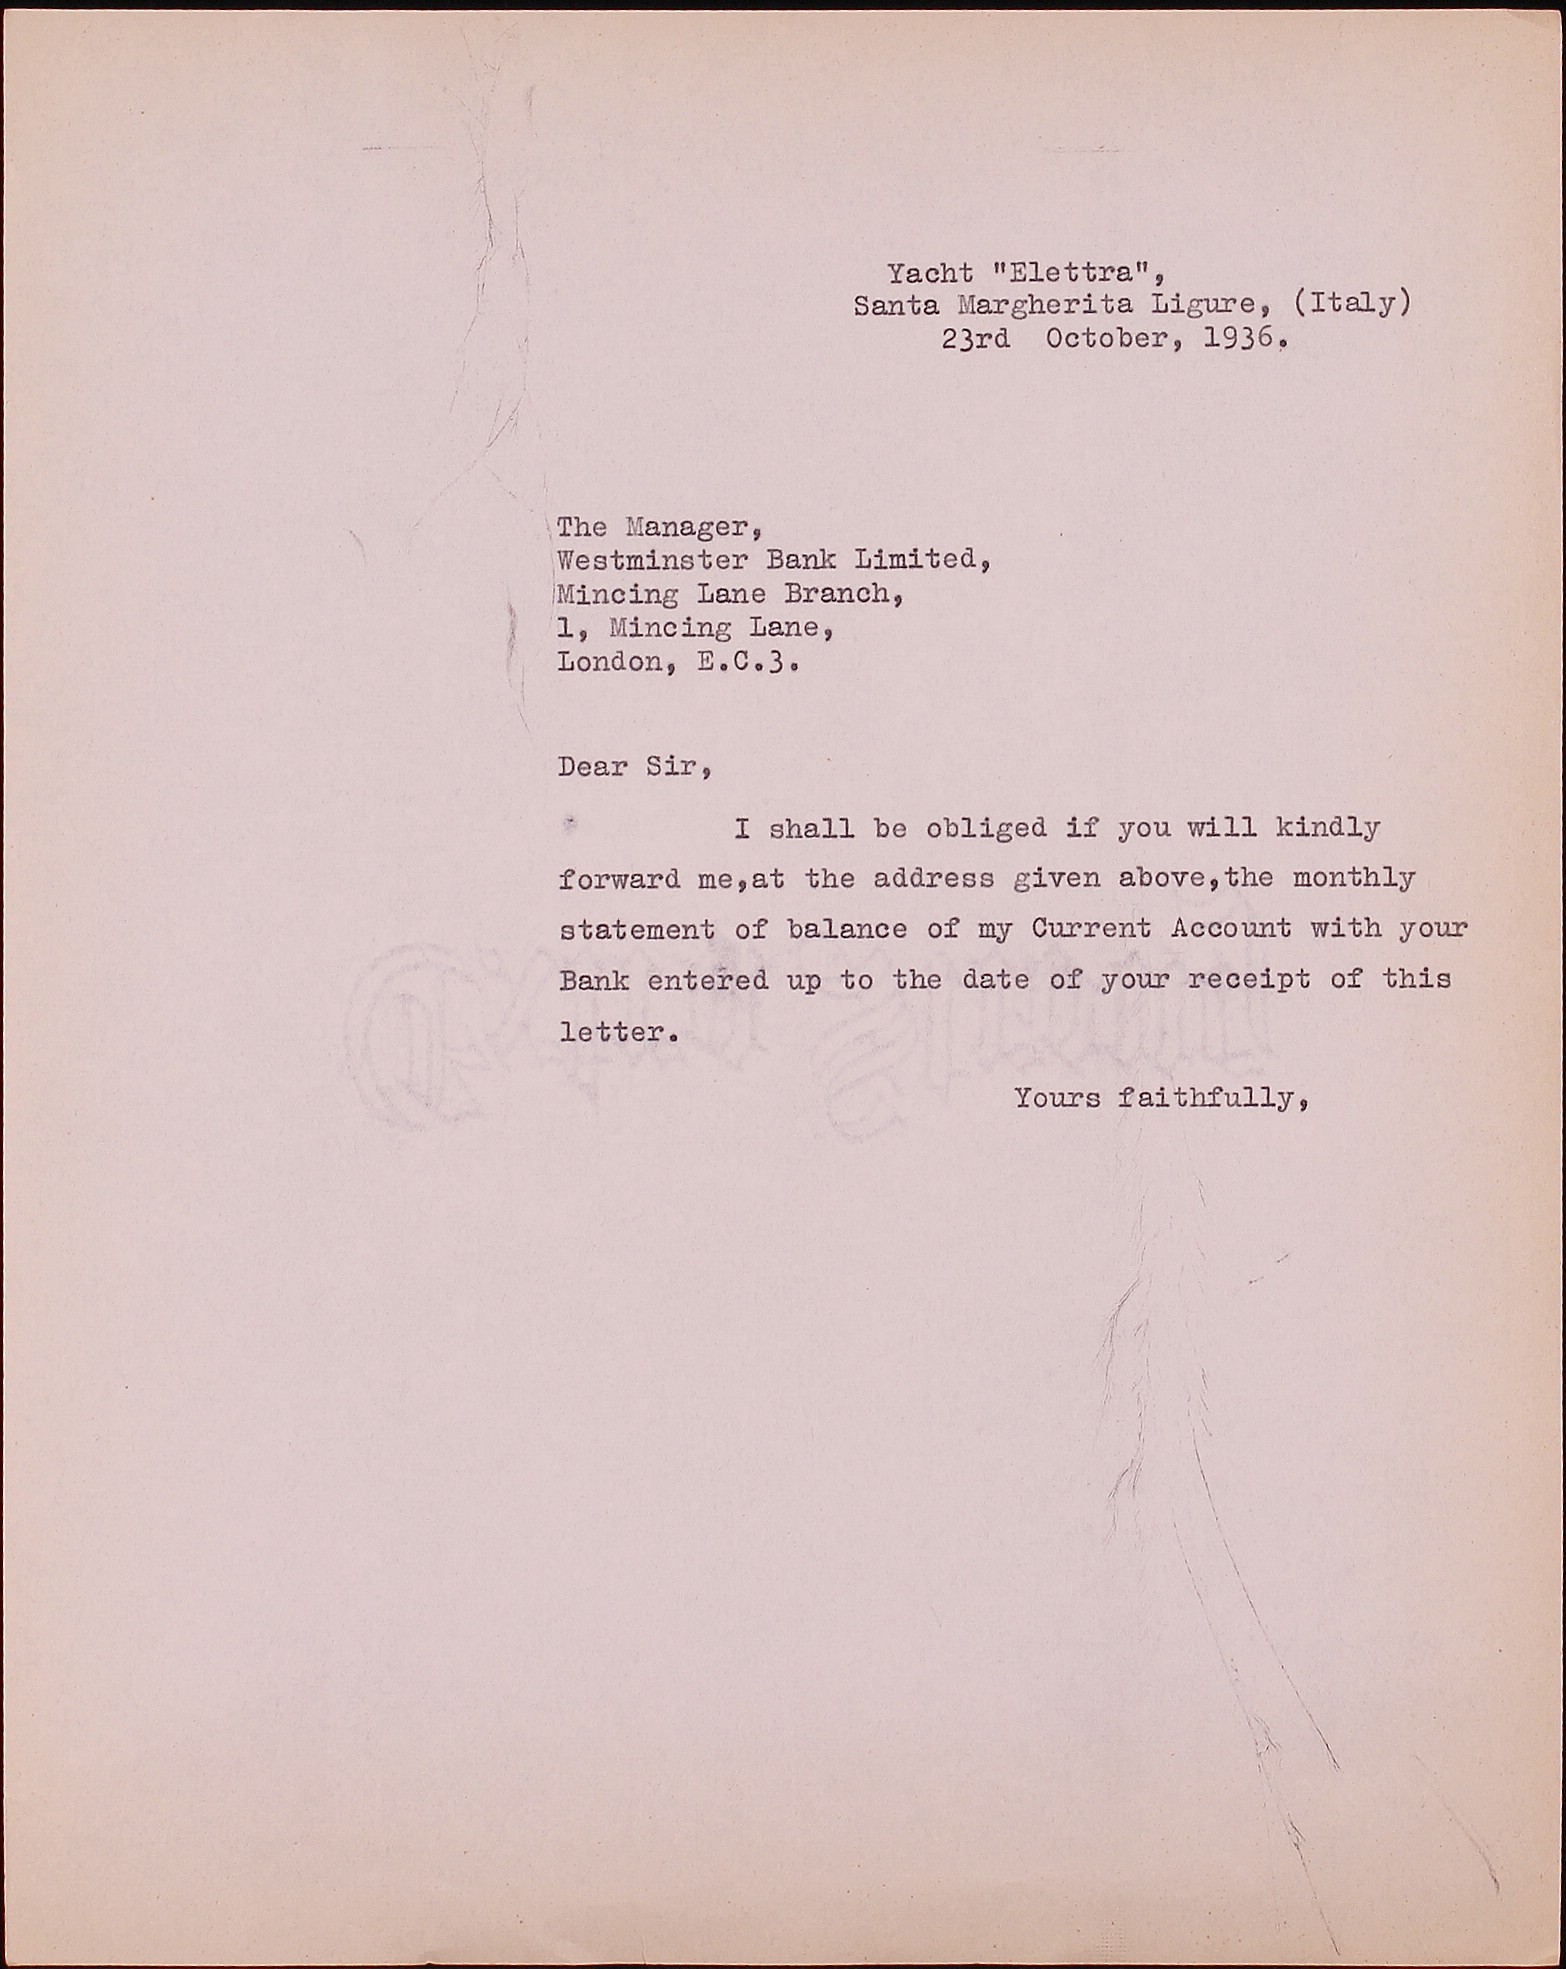 Yacht "Elettra",
Santa Margherita Ligure, (Italy)
23rd October, 1936.
The Manager,
Westminster Bank Limited,
Mincing Lane Branch,
1, Mincing Lane,
London, E.C.3.
Dear Sir,
I shall be obliged if you will kindly
forward me,at the address given above,the monthly
statement of balance of my Current Account with your
Bank entered up to the date of your receipt of this
letter.
Yours faithfully,